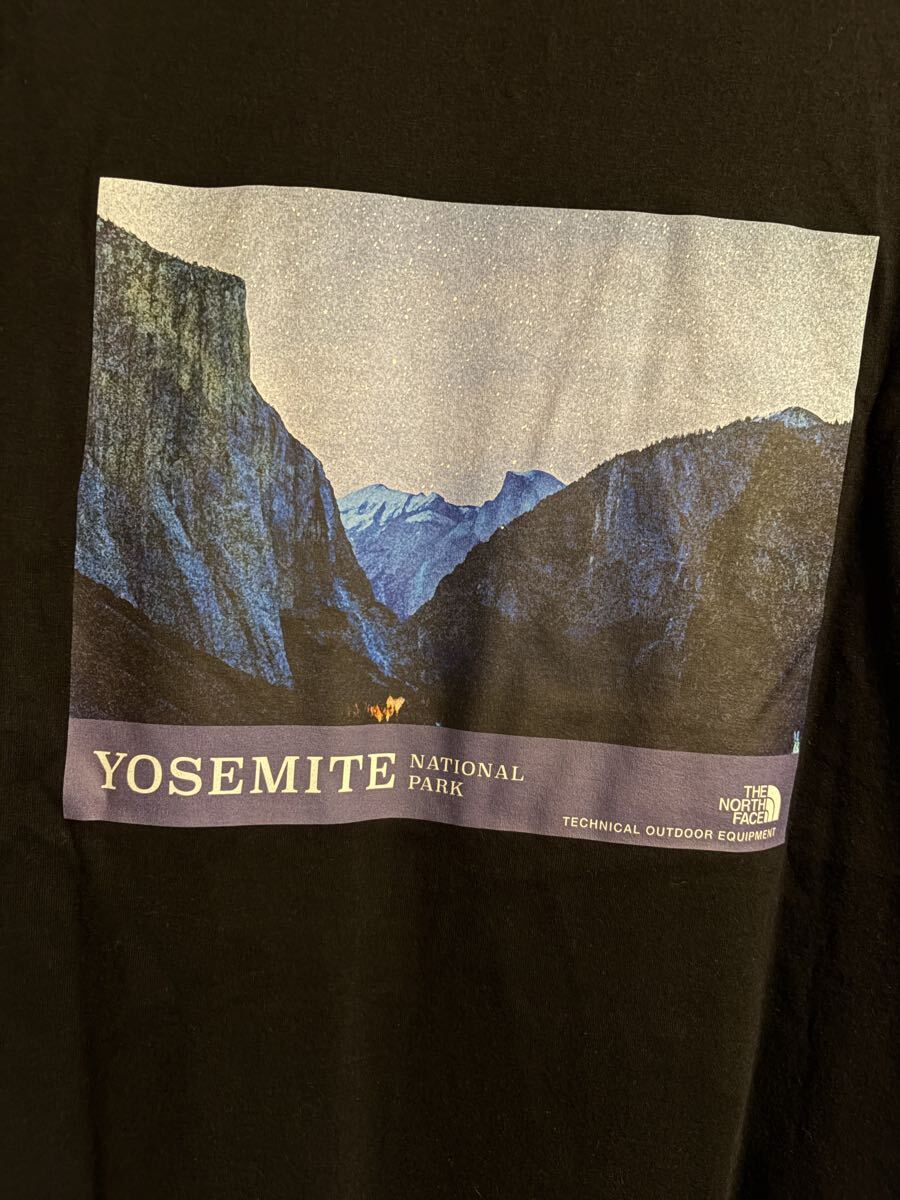 YOSEMITE NATIONAL
PARK
THE
NORTH
FACE
TECHNICAL OUTDOOR EQUIPMENT